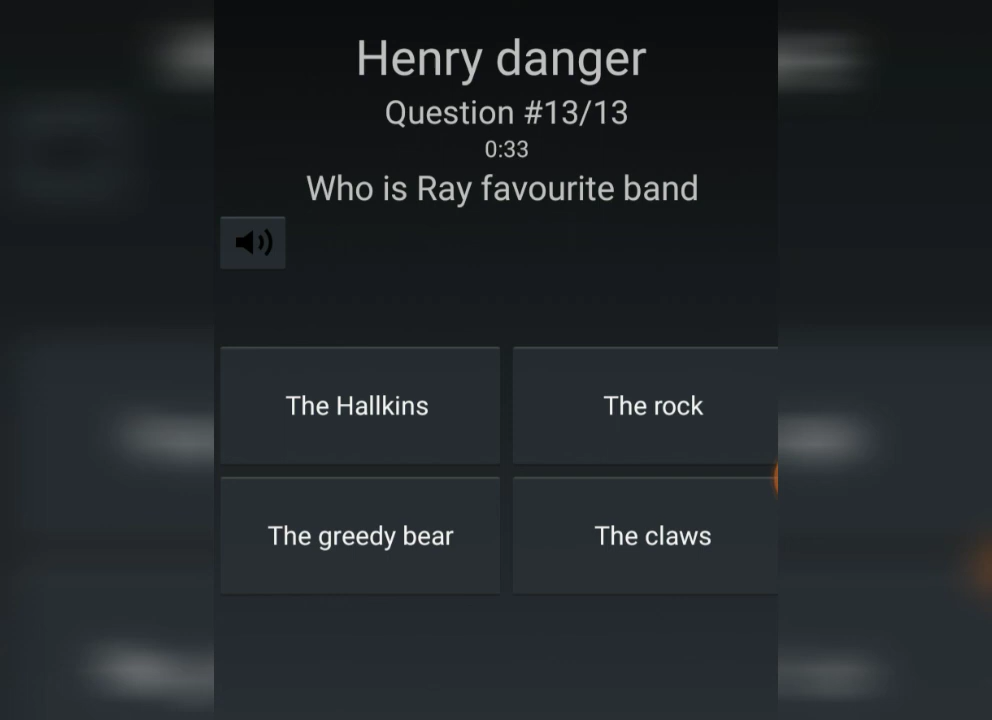 Henry danger
Question #13/13
0:33
Who is Ray favourite band
The Hallkins
The rock
The greedy bear
The claws